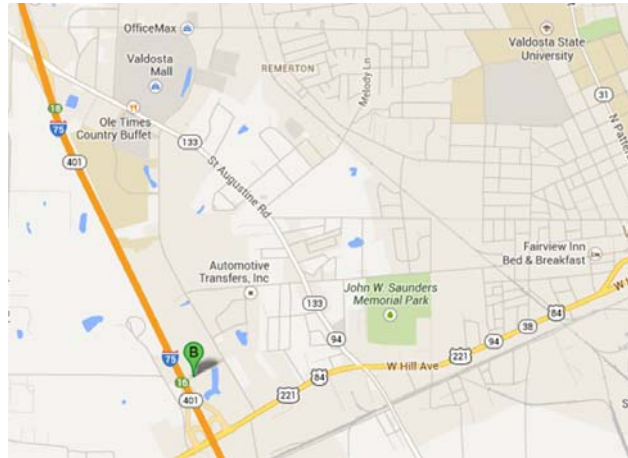 OfficeMax
Valdosta
Mall
REMERTON
Melody Ln
Valdosta State
University
31
N Patter
18
75
Ole Times
Country Buffet
401
133
St Augustine Rd
Automotive
Transfers, Inc
133
John W. Saunders
Memorial Park
Fairview Inn
Bed & Breakfast
94
84
38
94
221
W Hill Ave
84
221
B
75
16
401